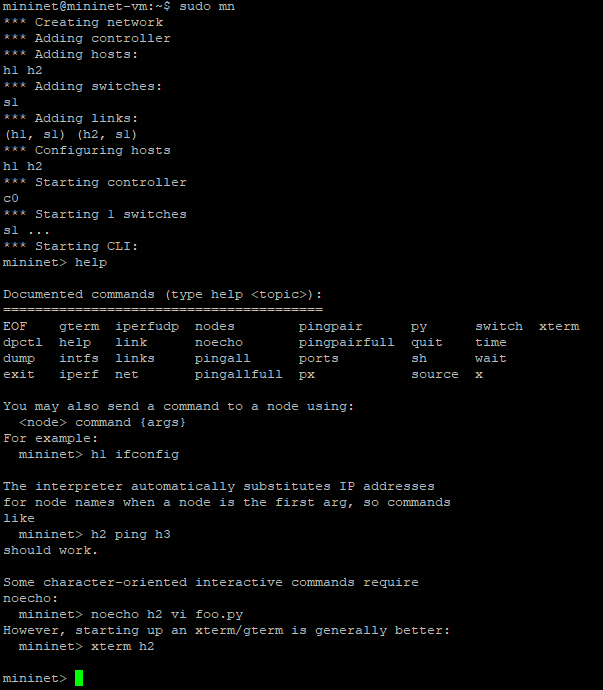 mininet@mininet-vm:~$ sudo mn
*** Creating network
*** Adding controller
*** Adding hosts:
h1 h2
*** Adding switches:
s1
*** Adding links:
(h1, s1) (h2, s1)
*** Configuring hosts
h1 h2
*** Starting controller
c0
*** Starting 1 switches
s1 ...
*** Starting CLI:
mininet> help

Documented commands (type help <topic>):
========================================
EOF    gterm  iperfudp  nodes        pingpair      py      switch  xterm
dpctl  help   link      noecho       pingpairfull  quit    time
dump   intfs  links     pingall      ports         sh      wait
exit   iperf  net       pingallfull  px            source  x

You may also send a command to a node using:
  <node> command {args}
For example:
  mininet> h1 ifconfig

The interpreter automatically substitutes IP addresses
for node names when a node is the first arg, so commands
like
  mininet> h2 ping h3
should work.

Some character-oriented interactive commands require
noecho:
  mininet> noecho h2 vi foo.py
However, starting up an xterm/gterm is generally better:
  mininet> xterm h2

mininet>